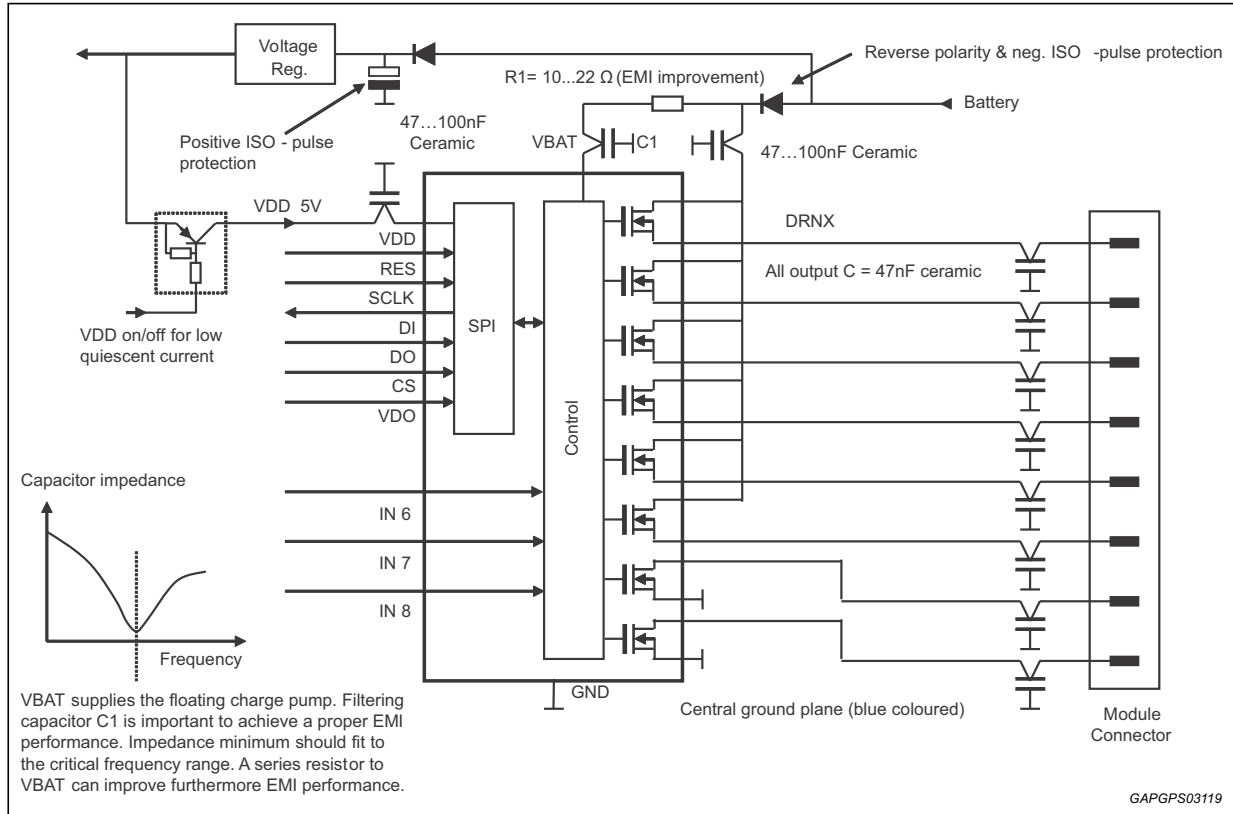 Voltage
Reg.
Reverse polarity & neg. ISO -pulse protection
R1= 10...22 Ω (EMI improvement)
Battery
Positive ISO - pulse
protection
47…100nF
Ceramic
VBAT
C1
47…100nF Ceramic
VDD 5V
DRNX
VDD
RES
All output C = 47nF ceramic
SCLK
SPI
VDD on/off for low
quiescent current
DI
DO
CS
VDO
Control
Capacitor impedance
IN 6
IN 7
IN 8
Frequency
GND
VBAT supplies the floating charge pump. Filtering
capacitor C1 is important to achieve a proper EMI
performance. Impedance minimum should fit to
the critical frequency range. A series resistor to
VBAT can improve furthermore EMI performance.
Central ground plane (blue coloured)
Module
Connector
GAPGPS03119